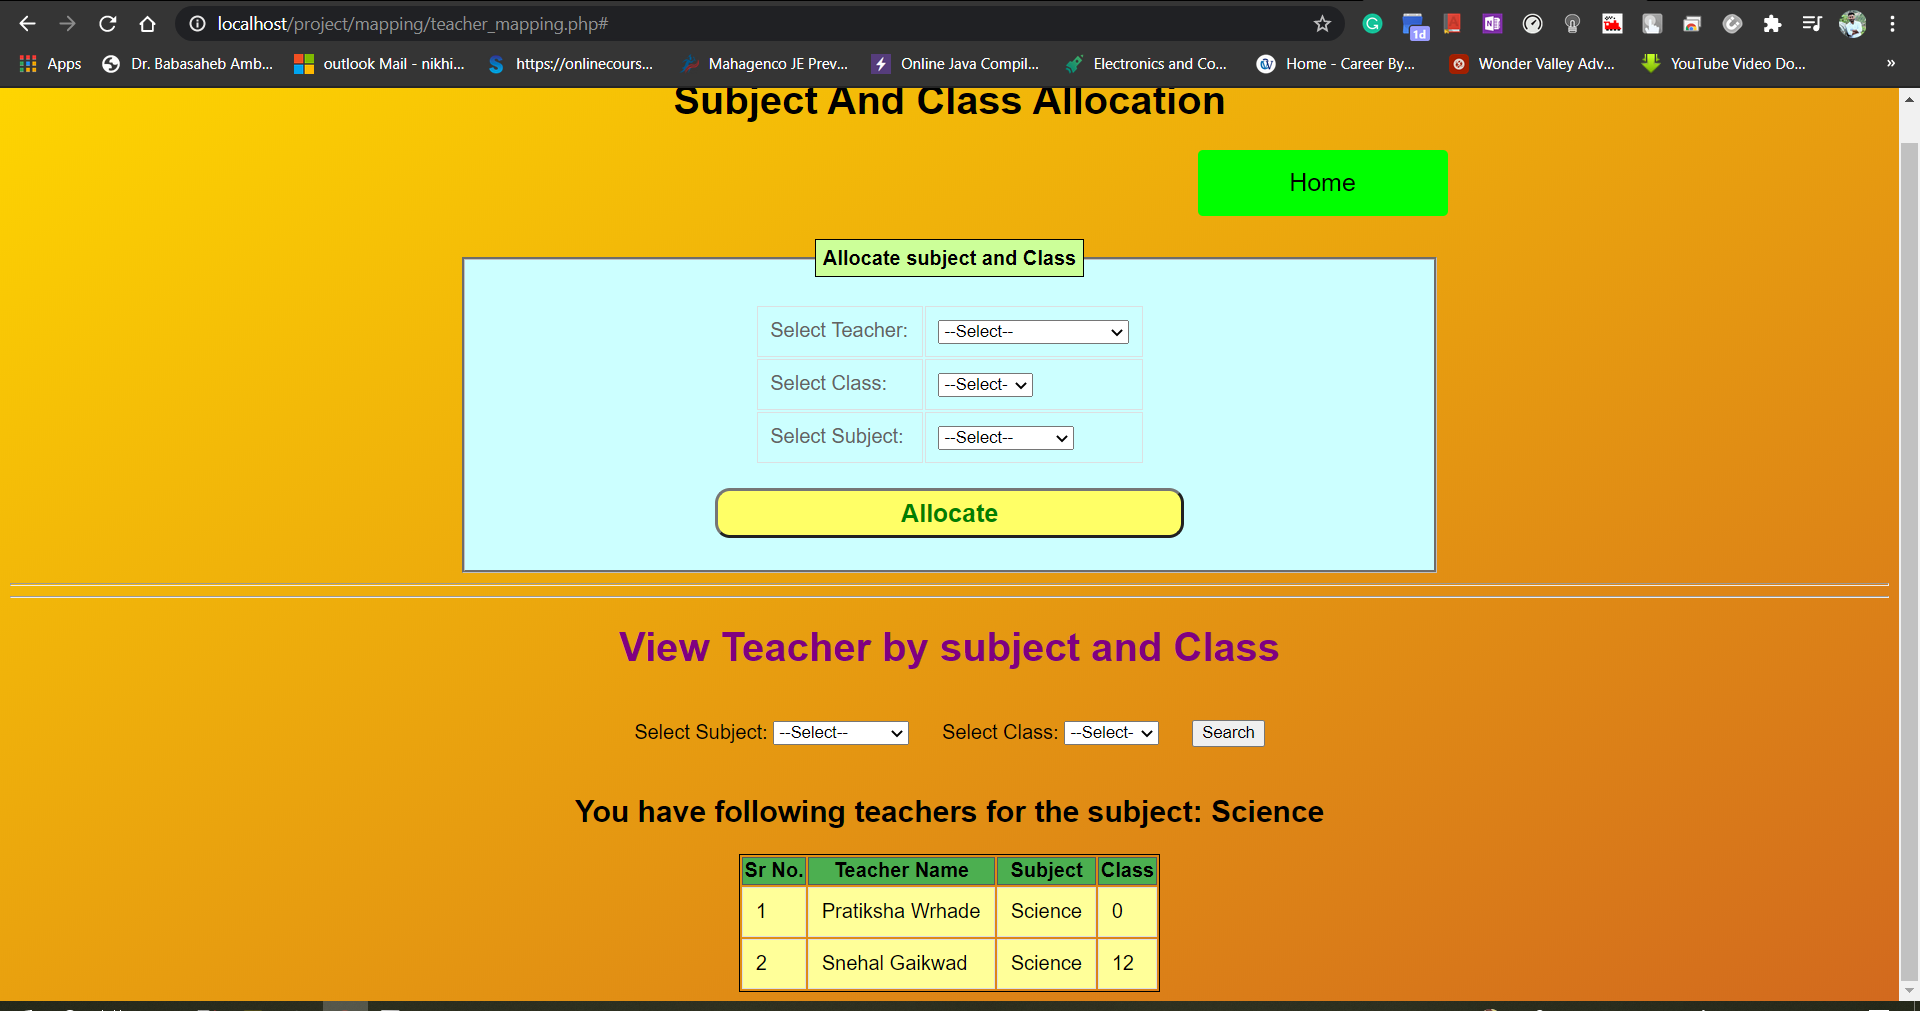 localhost/project/mapping/teacher_mapping.php#
1d
Apps Dr. Babasaheb Amb... outlook Mail - nikhi... https://onlinecours... Mahagenco JE Prev... Online Java Compil... Electronics and Co... Home - Career By... Wonder Valley Adv... YouTube Video Do... »
Subject And Class Allocation
Home
Allocate subject and Class
Select Teacher: --Select--
Select Class: --Select-
Select Subject: --Select--
Allocate
View Teacher by subject and Class
Select Subject: --Select-- Select Class: --Select- Search
You have following teachers for the subject: Science
Sr No. Teacher Name Subject Class
1 Pratiksha Wrhade Science 0
2 Snehal Gaikwad Science 12